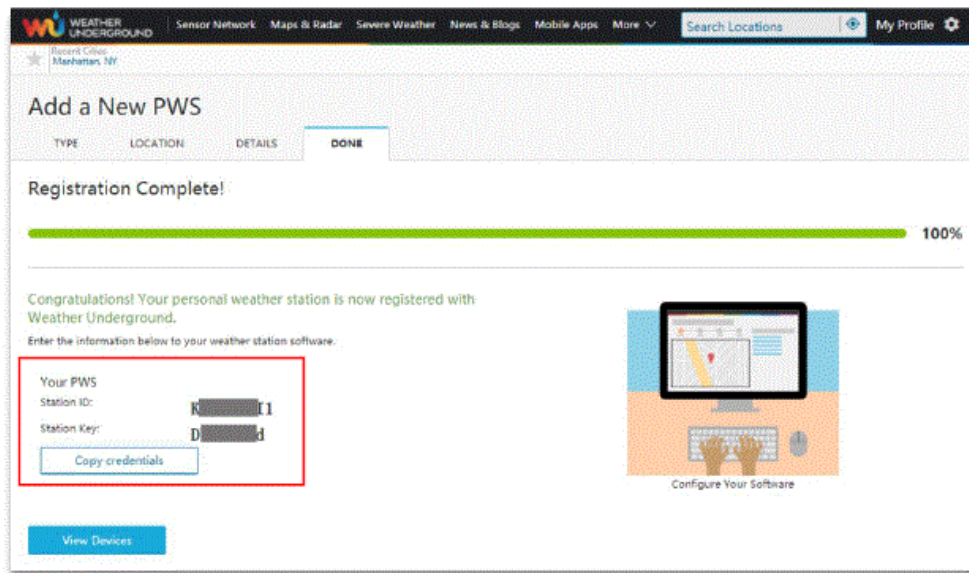 WEATHER
UNDERGROUND
Sensor Network Maps & Radar Severe Weather News & Blogs Mobile Apps More Search Locations My Profile
Recent Cities
Manhattan, NY
Add a New PWS
TYPE LOCATION DETAILS DONE
Registration Complete!
100%
Congratulations! Your personal weather station is now registered with
Weather Underground.
Enter the information below to your weather station software.
Your PWS
Station ID: K I1
Station Key: D d
Copy credentials
Configure Your Software
View Devices